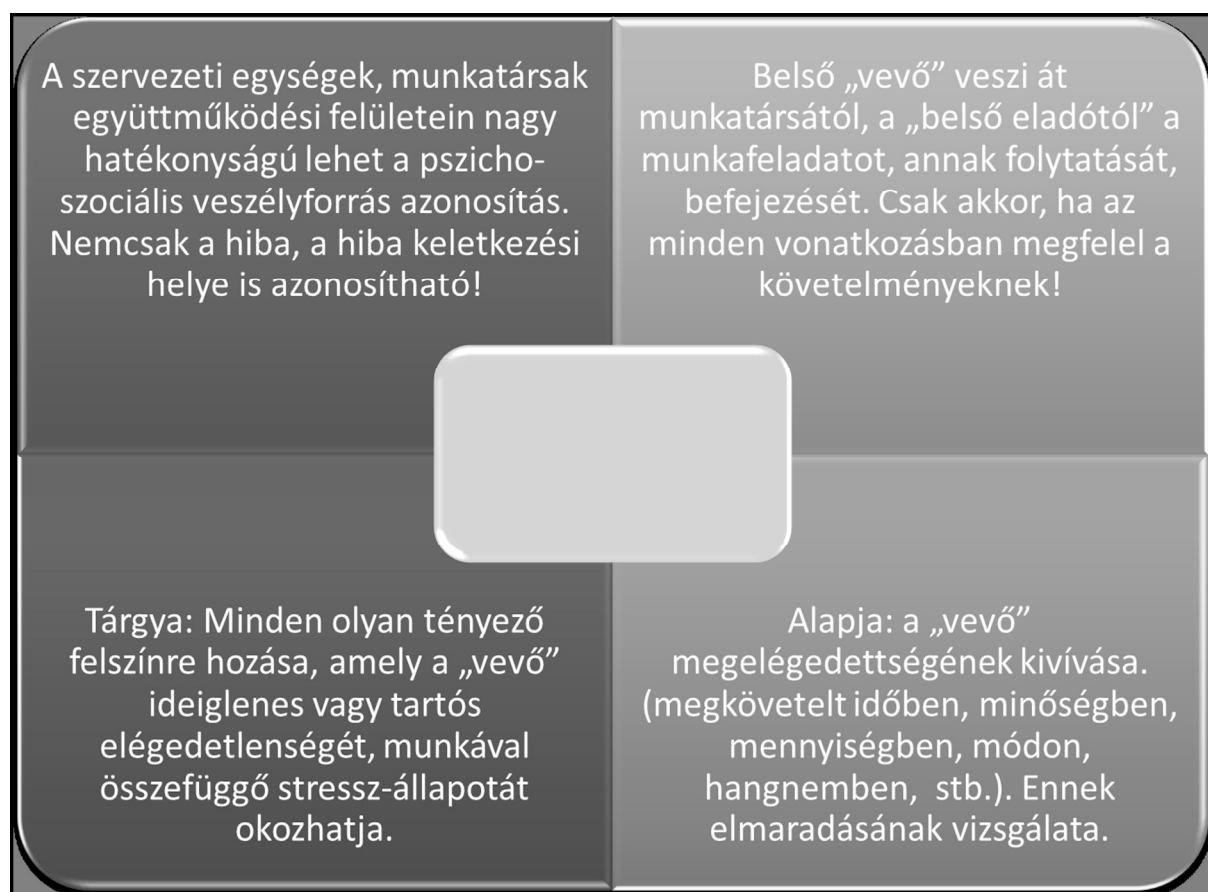 A szervezeti egységek, munkatársak
együttműködési felületein nagy
hatékonyságú lehet a pszicho-
szociális veszélyforrás azonosítás.
Nemcsak a hiba, a hiba keletkezési
helye is azonosítható!
Belső „vevő” veszi át
munkatársától, a „belső eladótól” a
munkafeladatot, annak folytatását,
befejezését. Csak akkor, ha az
minden vonatkozásban megfelel a
követelményeknek!
Tárgya: Minden olyan tényező
felszínre hozása, amely a „vevő”
ideiglenes vagy tartós
elégedetlenségét, munkával
összefüggő stressz-állapotát
okozhatja.
Alapja: a „vevő”
megelégedettségének kivívása.
(megkövetelt időben, minőségben,
mennyiségben, módon,
hangnemben, stb.). Ennek
elmaradásának vizsgálata.